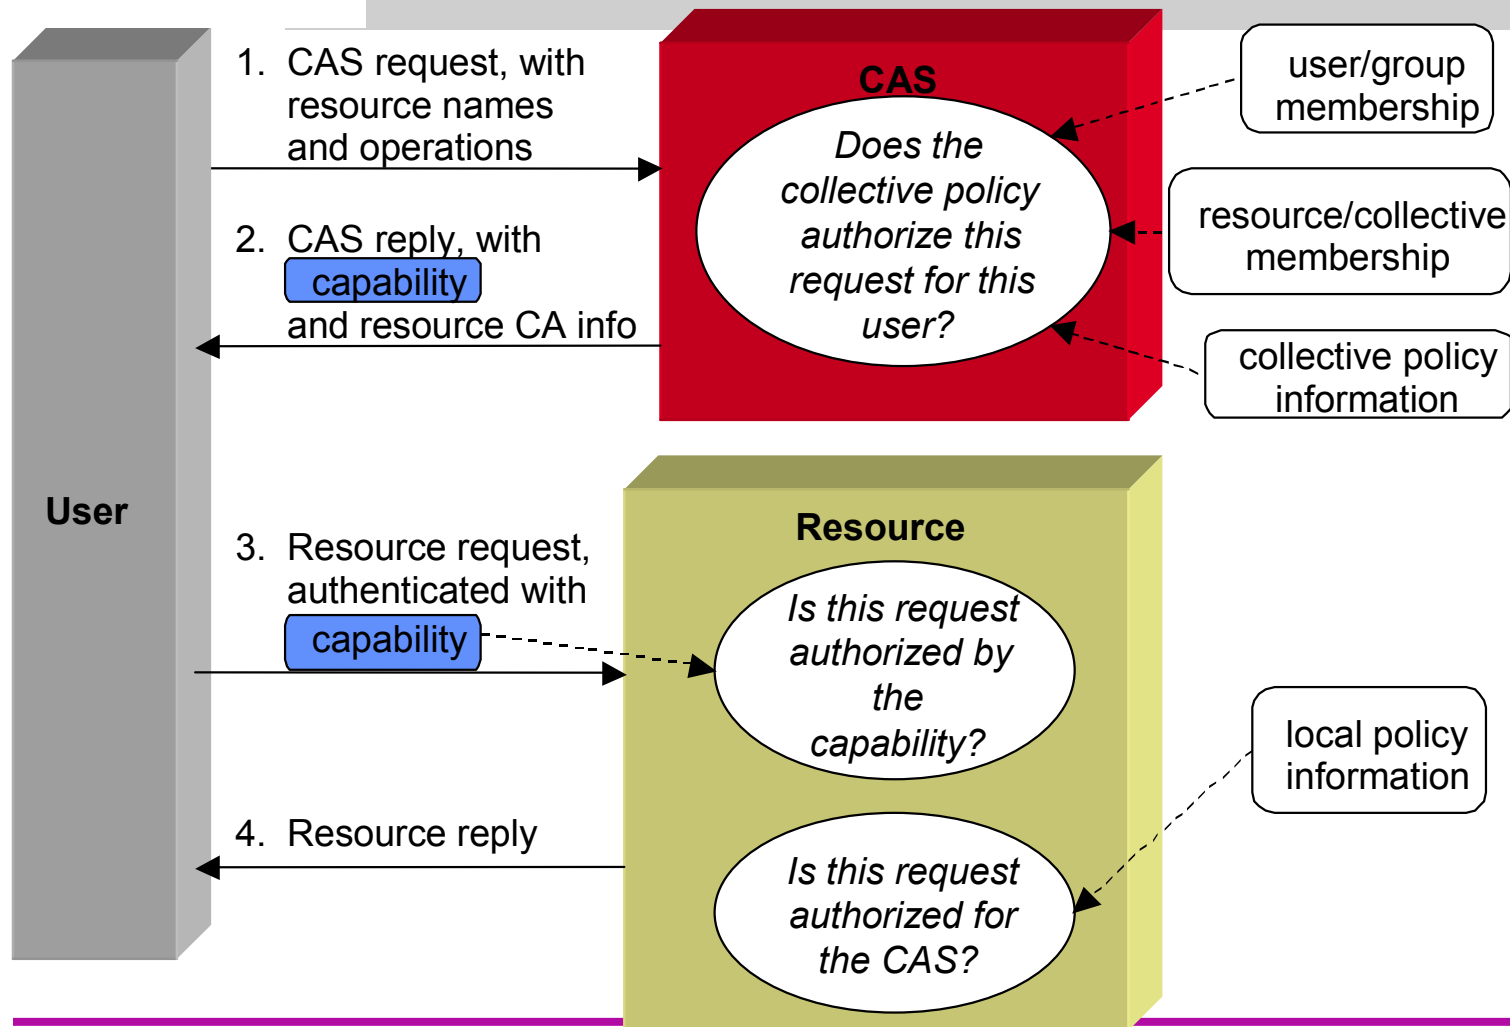 1. CAS request, with
resource names
and operations
2. CAS reply, with
capability
and resource CA info
User
3. Resource request,
authenticated with
capability
4. Resource reply
CAS
Does the
collective policy
authorize this
request for this
user?
user/group
membership
resource/collective
membership
collective policy
information
Resource
Is this request
authorized by
the
capability?
Is this request
authorized for
the CAS?
local policy
information